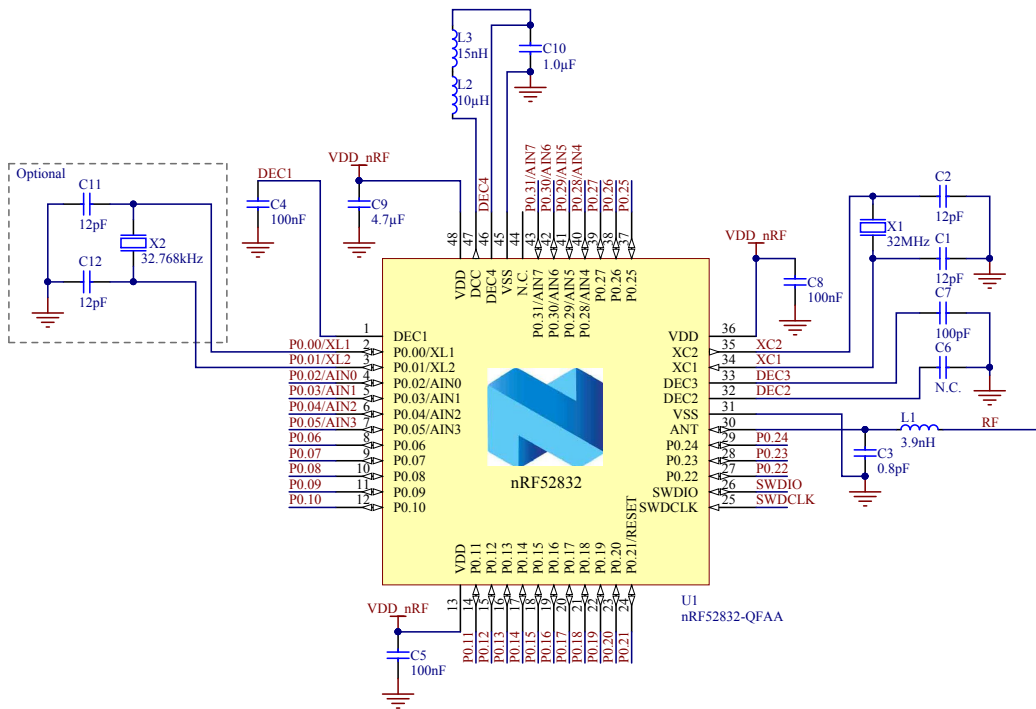 L3
15nH
L2
10µH
C10
1.0µF
Optional
C11
12pF
X2
32.768kHz
C12
12pF
DEC1
C4
100nF
VDD_nRF
C9
4.7µF
DEC4
P0.31/AIN7
P0.30/AIN6
P0.29/AIN5
P0.28/AIN4
P0.27
P0.26
P0.25
48
47
46
45
44
43
42
41
40
39
38
37
VDD
DCC
DEC4
VSS
N.C.
P0.31/AIN7
P0.30/AIN6
P0.29/AIN5
P0.28/AIN4
P0.27
P0.26
P0.25
C2
12pF
X1
32MHz
C1
12pF
VDD_nRF
C8
100nF
C7
100pF
C6
N.C.
1 DEC1
P0.00/XL1 2 P0.00/XL1
P0.01/XL2 3 P0.01/XL2
P0.02/AIN0 4 P0.02/AIN0
P0.03/AIN1 5 P0.03/AIN1
P0.04/AIN2 6 P0.04/AIN2
P0.05/AIN3 7 P0.05/AIN3
P0.06 8 P0.06
P0.07 9 P0.07
P0.08 10 P0.08
P0.09 11 P0.09
P0.10 12 P0.10
nRF52832
VDD 36
XC2 35 XC2
XC1 34 XC1
DEC3 33 DEC3
DEC2 32 DEC2
VSS 31
ANT 30
P0.24 29 P0.24
P0.23 28 P0.23
P0.22 27 P0.22
SWDIO 26 SWDIO
SWDCLK 25 SWDCLK
L1
3.9nH
RF
C3
0.8pF
VDD
P0.11
P0.12
P0.13
P0.14
P0.15
P0.16
P0.17
P0.18
P0.19
P0.20
P0.21/RESET
13
14
15
16
17
18
19
20
21
22
23
24
P0.11
P0.12
P0.13
P0.14
P0.15
P0.16
P0.17
P0.18
P0.19
P0.20
P0.21
U1
nRF52832-QFAA
VDD_nRF
C5
100nF